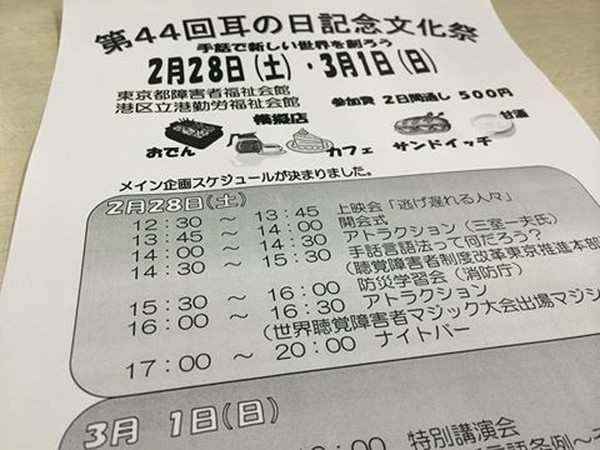 第44回耳の日記念文化祭
手話で新しい世界を創ろう
2月28日(土)・3月1日(日)
東京都障害者福祉会館
港区立港勤労福祉会館
参加費 2日間通し 500円
模擬店
おでん
カフェ
サンドイッチ
甘酒
メイン企画スケジュールが決まりました。
2月28日(土)
12:30 ~ 13:45 上映会「逃げ遅れる人々」
13:45 ~ 14:00 開会式
14:00 ~ 14:30 アトラクション(三室一夫氏)
14:30 ~ 15:30 手話言語法って何だろう?
(聴覚障害者制度改革東京推進本部
15:30 ~ 16:00 防災学習会(消防庁)
16:00 ~ 16:30 アトラクション
(世界聴覚障害者マジック大会出場マジシ
17:00 ~ 20:00 ナイトバー
3月 1日(日)
特別講演会